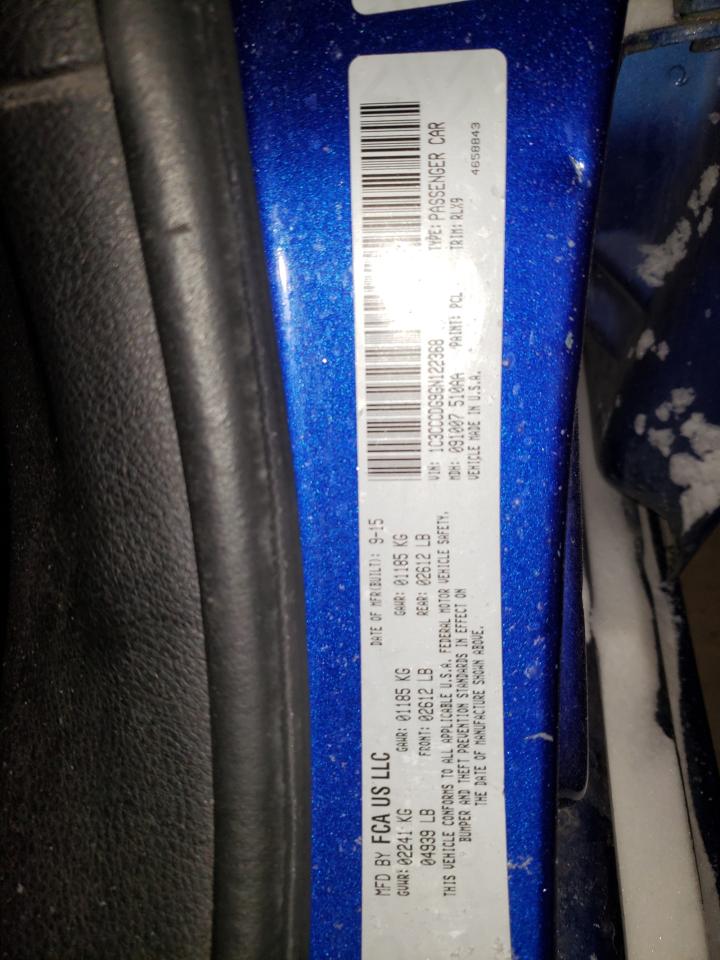 MFD BY FCA US LLC
DATE OF MFR(BUILT): 9-15
GVWR: 02241 KG
GAWR: 01185 KG
GAWR: 01185 KG
04939 LB
FRONT: 02612 LB
REAR: 02612 LB
THIS VEHICLE CONFORMS TO ALL APPLICABLE U.S.A. FEDERAL MOTOR VEHICLE SAFETY,
BUMPER AND THEFT PREVENTION STANDARDS IN EFFECT ON
THE DATE OF MANUFACTURE SHOWN ABOVE.
VIN: 1C3CCCDG9GN122368
TYPE: PASSENGER CAR
MDH: 091007 510AA
PAINT: PCL
TRIM: RLX9
VEHICLE MADE IN U.S.A.
4658843